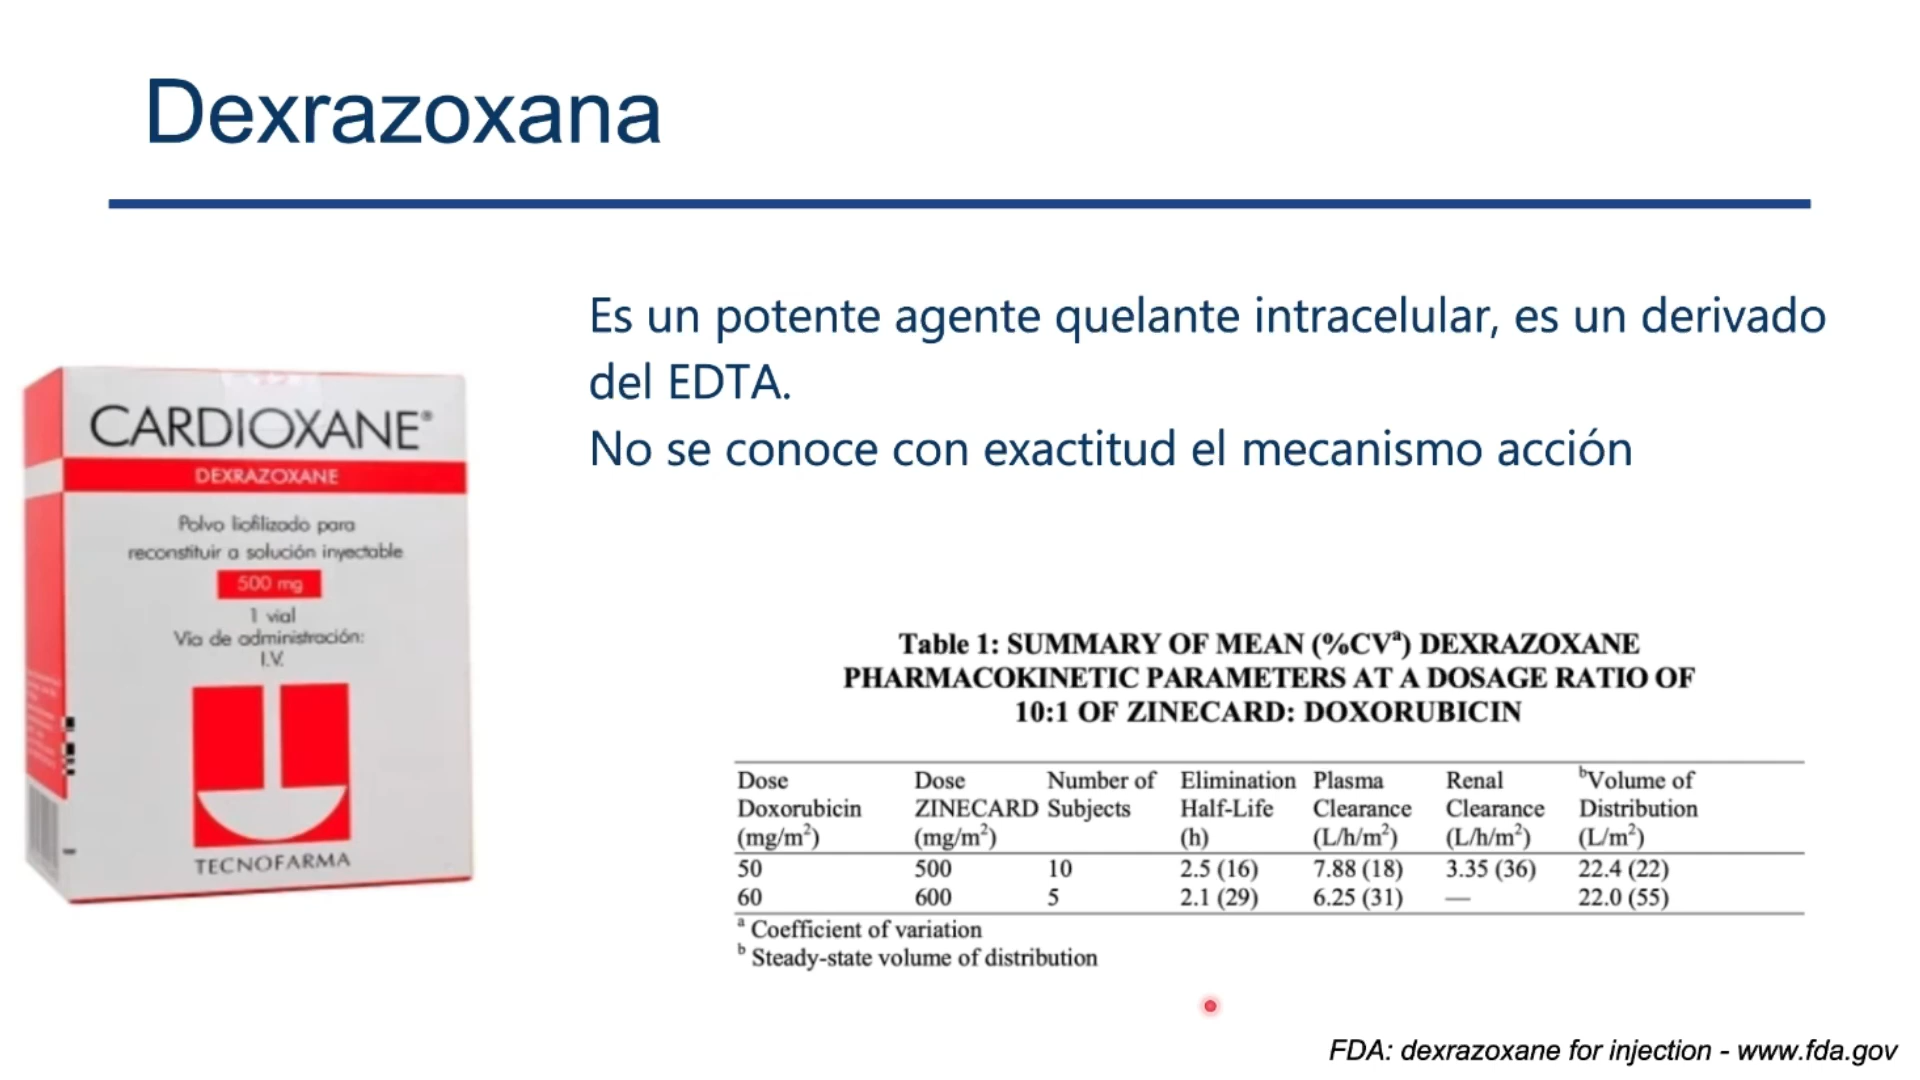 Dexrazoxana
Es un potente agente quelante intracelular, es un derivado
del EDTA.
No se conoce con exactitud el mecanismo acción
CARDIOXANE®
DEXRAZOXANE
Polvo liofilizado para
reconstituir a solución inyectable
500 mg
1 vial
Vía de administración:
I.V.
TECNOFARMA
Table 1: SUMMARY OF MEAN (%CVᵃ) DEXRAZOXANE
PHARMACOKINETIC PARAMETERS AT A DOSAGE RATIO OF
10:1 OF ZINECARD: DOXORUBICIN
Dose Dose Number of Elimination Plasma Renal ᵇVolume of
Doxorubicin ZINECARD Subjects Half-Life Clearance Clearance Distribution
(mg/m²) (mg/m²) (h) (L/h/m²) (L/h/m²) (L/m²)
50 500 10 2.5 (16) 7.88 (18) 3.35 (36) 22.4 (22)
60 600 5 2.1 (29) 6.25 (31) — 22.0 (55)
ᵃ Coefficient of variation
ᵇ Steady-state volume of distribution
FDA: dexrazoxane for injection - www.fda.gov